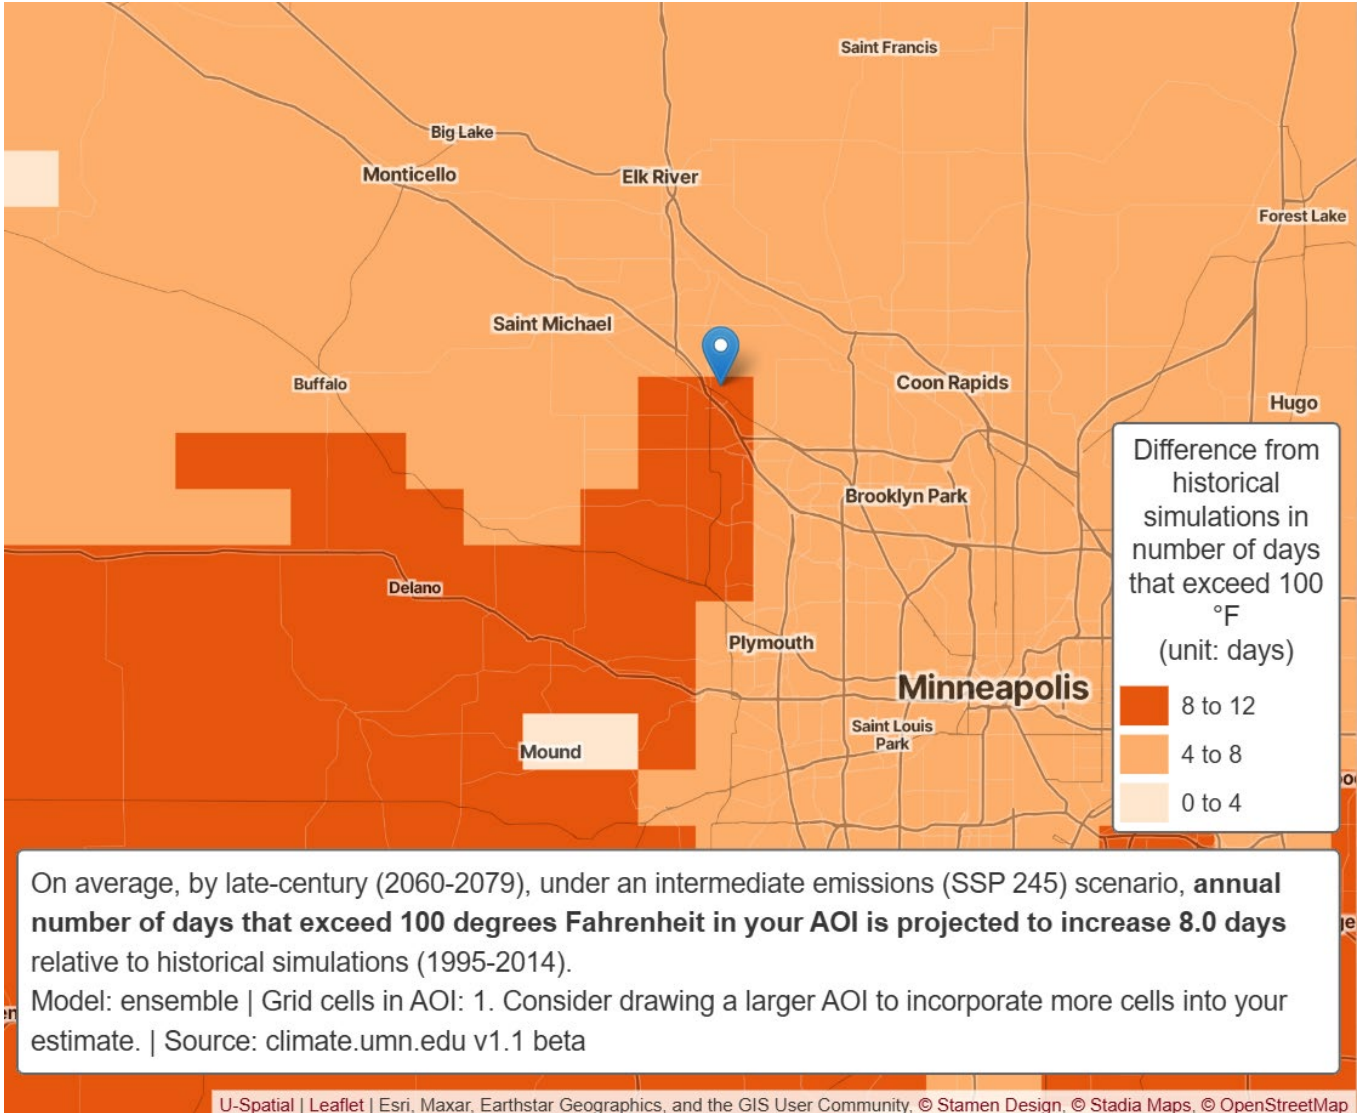 Saint Francis
Big Lake
Monticello
Elk River
Forest Lake
Saint Michael
Buffalo
Coon Rapids
Hugo
Brooklyn Park
Delano
Plymouth
Minneapolis
Saint Louis
Park
Mound
Difference from
historical
simulations in
number of days
that exceed 100
°F
(unit: days)
8 to 12
4 to 8
0 to 4
On average, by late-century (2060-2079), under an intermediate emissions (SSP 245) scenario, annual
number of days that exceed 100 degrees Fahrenheit in your AOI is projected to increase 8.0 days
relative to historical simulations (1995-2014).
Model: ensemble | Grid cells in AOI: 1. Consider drawing a larger AOI to incorporate more cells into your
estimate. | Source: climate.umn.edu v1.1 beta
U-Spatial | Leaflet | Esri, Maxar, Earthstar Geographics, and the GIS User Community, © Stamen Design, © Stadia Maps, © OpenStreetMap